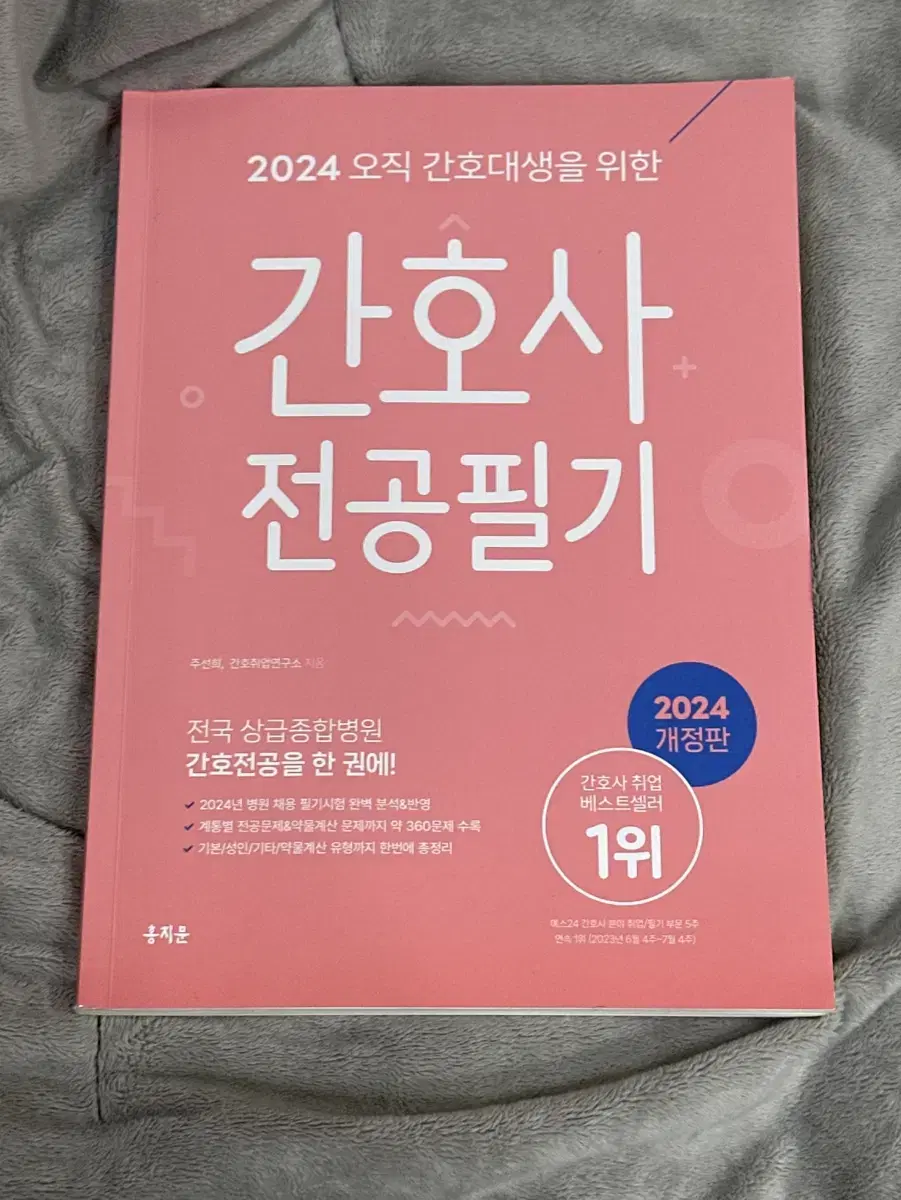 2024 오직 간호대생을 위한
간호사
전공필기
주선희, 간호취업연구소 지음
전국 상급종합병원
간호전공을 한 권에!
2024년 병원 채용 필기시험 완벽 분석&반영
계통별 전공문제&약물계산 문제까지 약 360문제 수록
기본/성인/기타/약물계산 유형까지 한번에 총정리
2024
개정판
간호사 취업
베스트셀러
1위
예스24 간호사 분야 취업/필기 부문 5주
연속 1위 (2023년 6월 4주~7월 4주)
홍지문